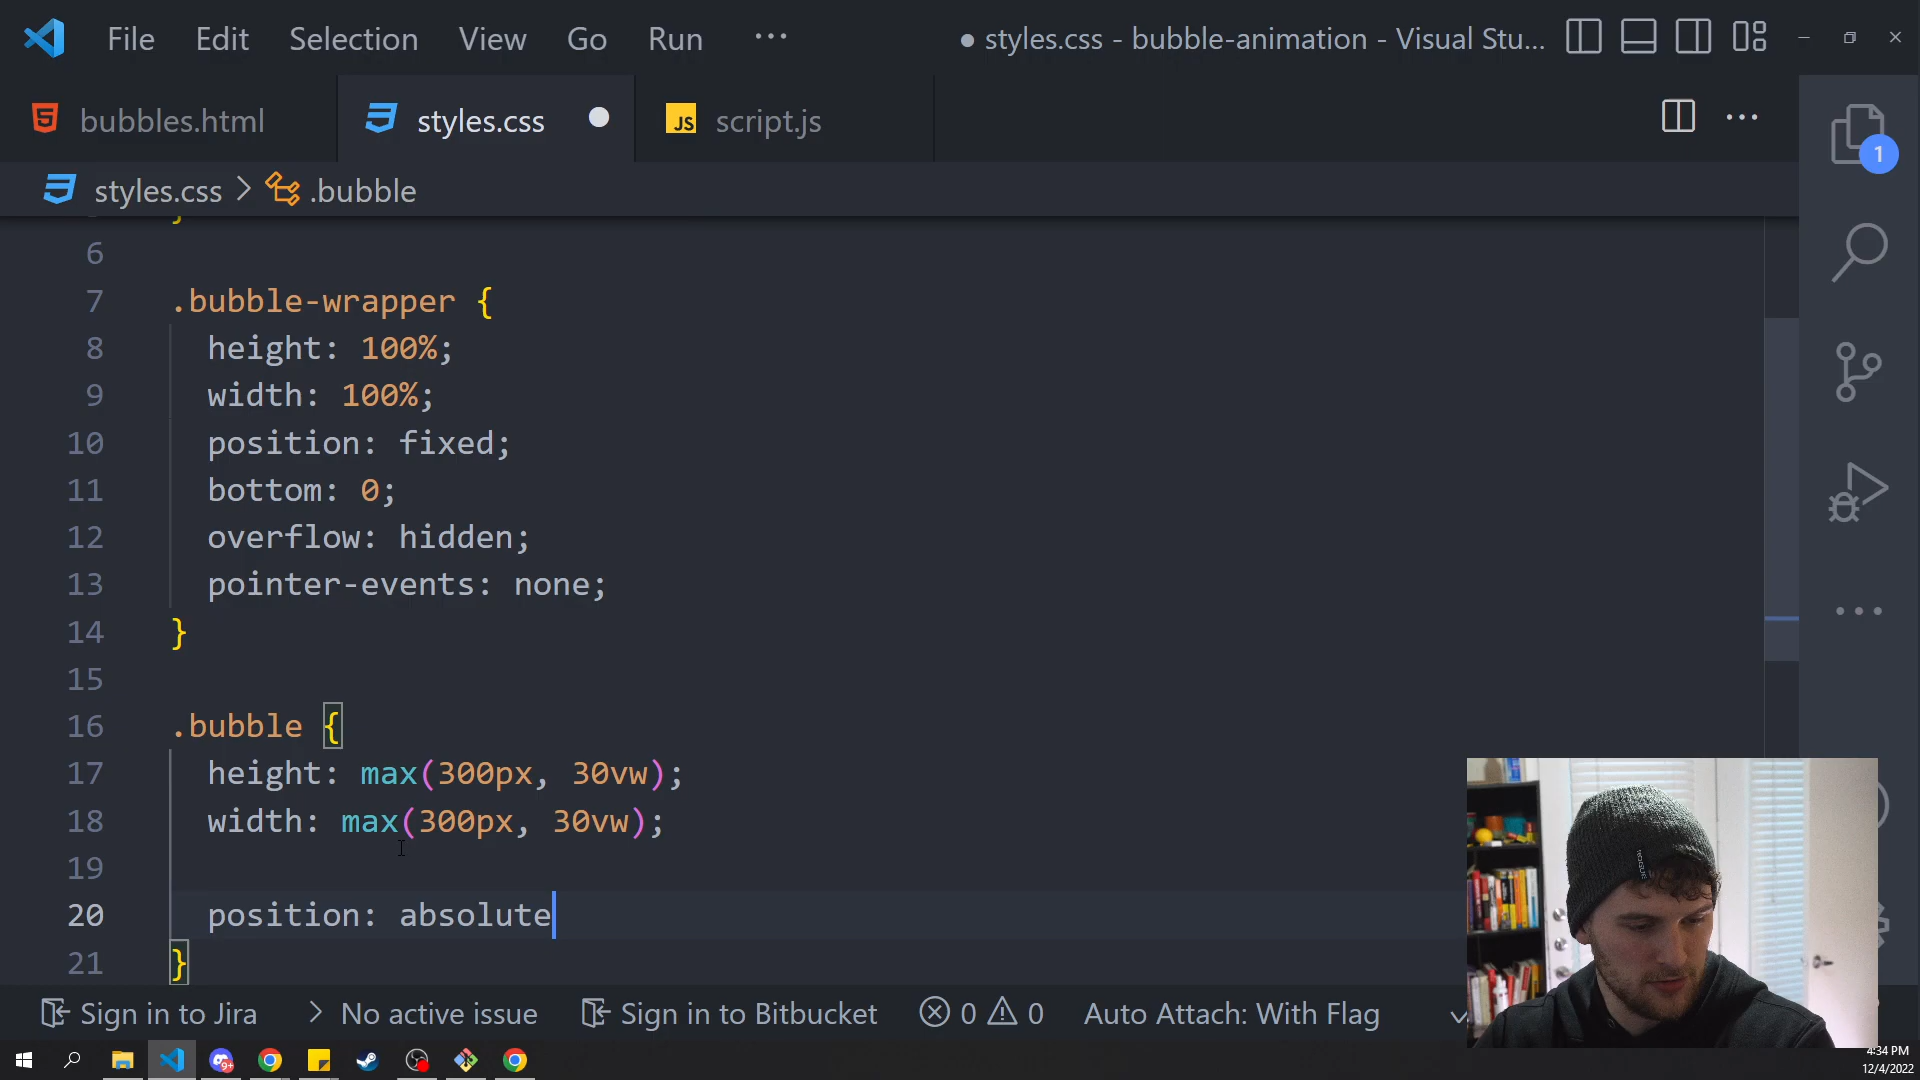 File Edit Selection View Go Run ··· ● styles.css - bubble-animation - Visual Stu...
bubbles.html styles.css JS script.js
styles.css > .bubble
1
6
7 .bubble-wrapper {
8 height: 100%;
9 width: 100%;
10 position: fixed;
11 bottom: 0;
12 overflow: hidden;
13 pointer-events: none;
14 }
15
16 .bubble {
17 height: max(300px, 30vw);
18 width: max(300px, 30vw);
19
20 position: absolute
21 }
Sign in to Jira > No active issue Sign in to Bitbucket 0 0 Auto Attach: With Flag
9+
4:34 PM
12/4/2022